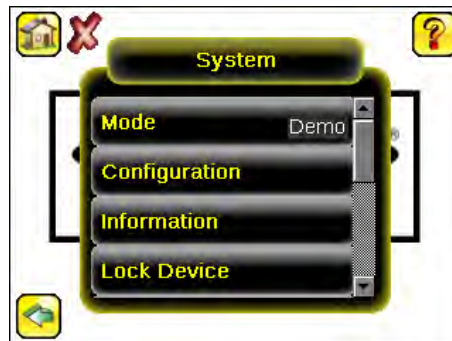 ?
System
Mode Demo
®
Configuration
Information
Lock Device